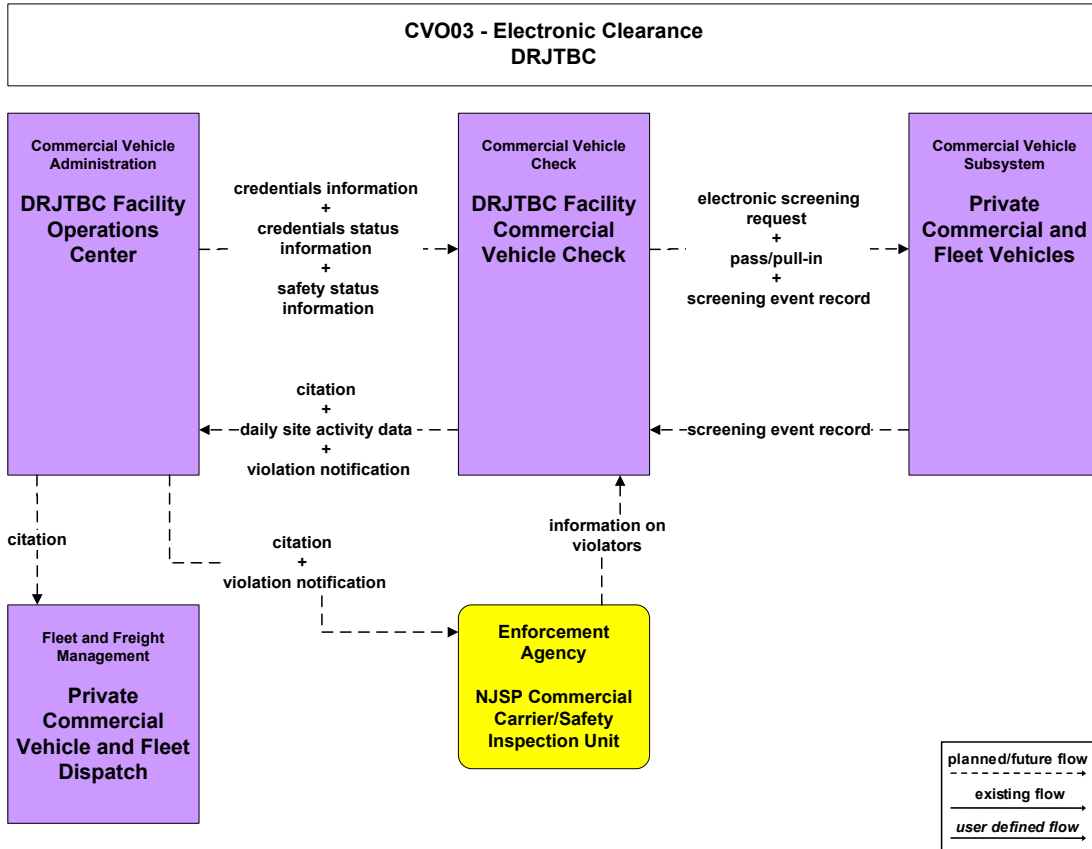 CVO03 - Electronic Clearance
DRJTBC
Commercial Vehicle
Administration
DRJTBC Facility
Operations
Center
credentials information
+
credentials status
information
+
safety status
information
Commercial Vehicle
Check
DRJTBC Facility
Commercial
Vehicle Check
electronic screening
request
+
pass/pull-in
+
screening event record
Commercial Vehicle
Subsystem
Private
Commercial and
Fleet Vehicles
citation
+
daily site activity data
+
violation notification
screening event record
citation
citation
+
violation notification
information on
violators
Fleet and Freight
Management
Private
Commercial
Vehicle and Fleet
Dispatch
Enforcement
Agency
NJSP Commercial
Carrier/Safety
Inspection Unit
planned/future flow
existing flow
user defined flow